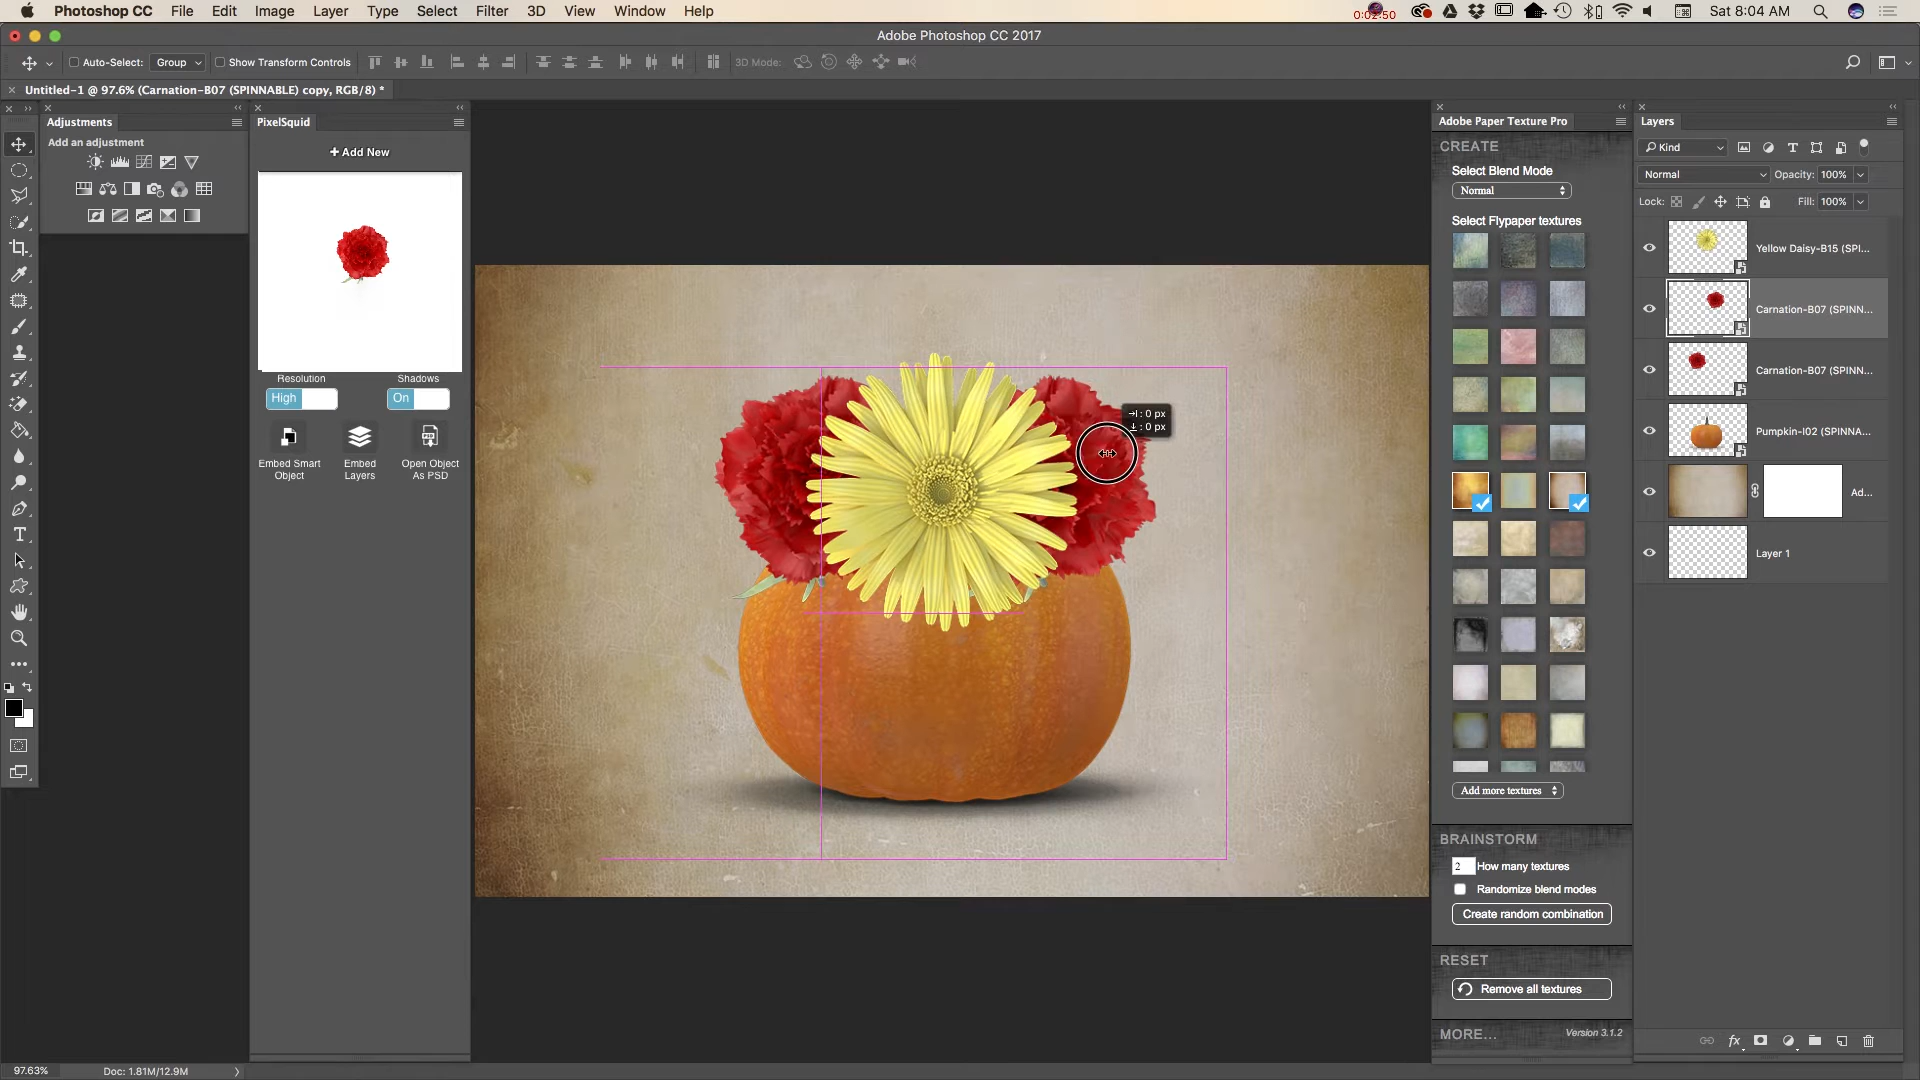 Photoshop CC File Edit Image Layer Type Select Filter 3D View Window Help
0:02:50
Sat 8:04 AM
Adobe Photoshop CC 2017
Auto-Select: Group Show Transform Controls
3D Mode:
Untitled-1 @ 97.6% (Carnation-B07 (SPINNABLE) copy, RGB/8) *
Adjustments
Add an adjustment
PixelSquid
+ Add New
Resolution Shadows
High On
Embed Smart Object
Embed Layers
Open Object As PSD
: 0 px
: 0 px
Adobe Paper Texture Pro
CREATE
Select Blend Mode
Normal
Select Flypaper textures
Add more textures
BRAINSTORM
2 How many textures
Randomize blend modes
Create random combination
RESET
Remove all textures
MORE...
Version 3.1.2
Layers
Kind
Normal Opacity: 100%
Lock: Fill: 100%
Yellow Daisy-B15 (SPI...
Carnation-B07 (SPINN...
Carnation-B07 (SPINN...
Pumpkin-I02 (SPINNA...
Ad...
Layer 1
fx
97.63% Doc: 1.81M/12.9M